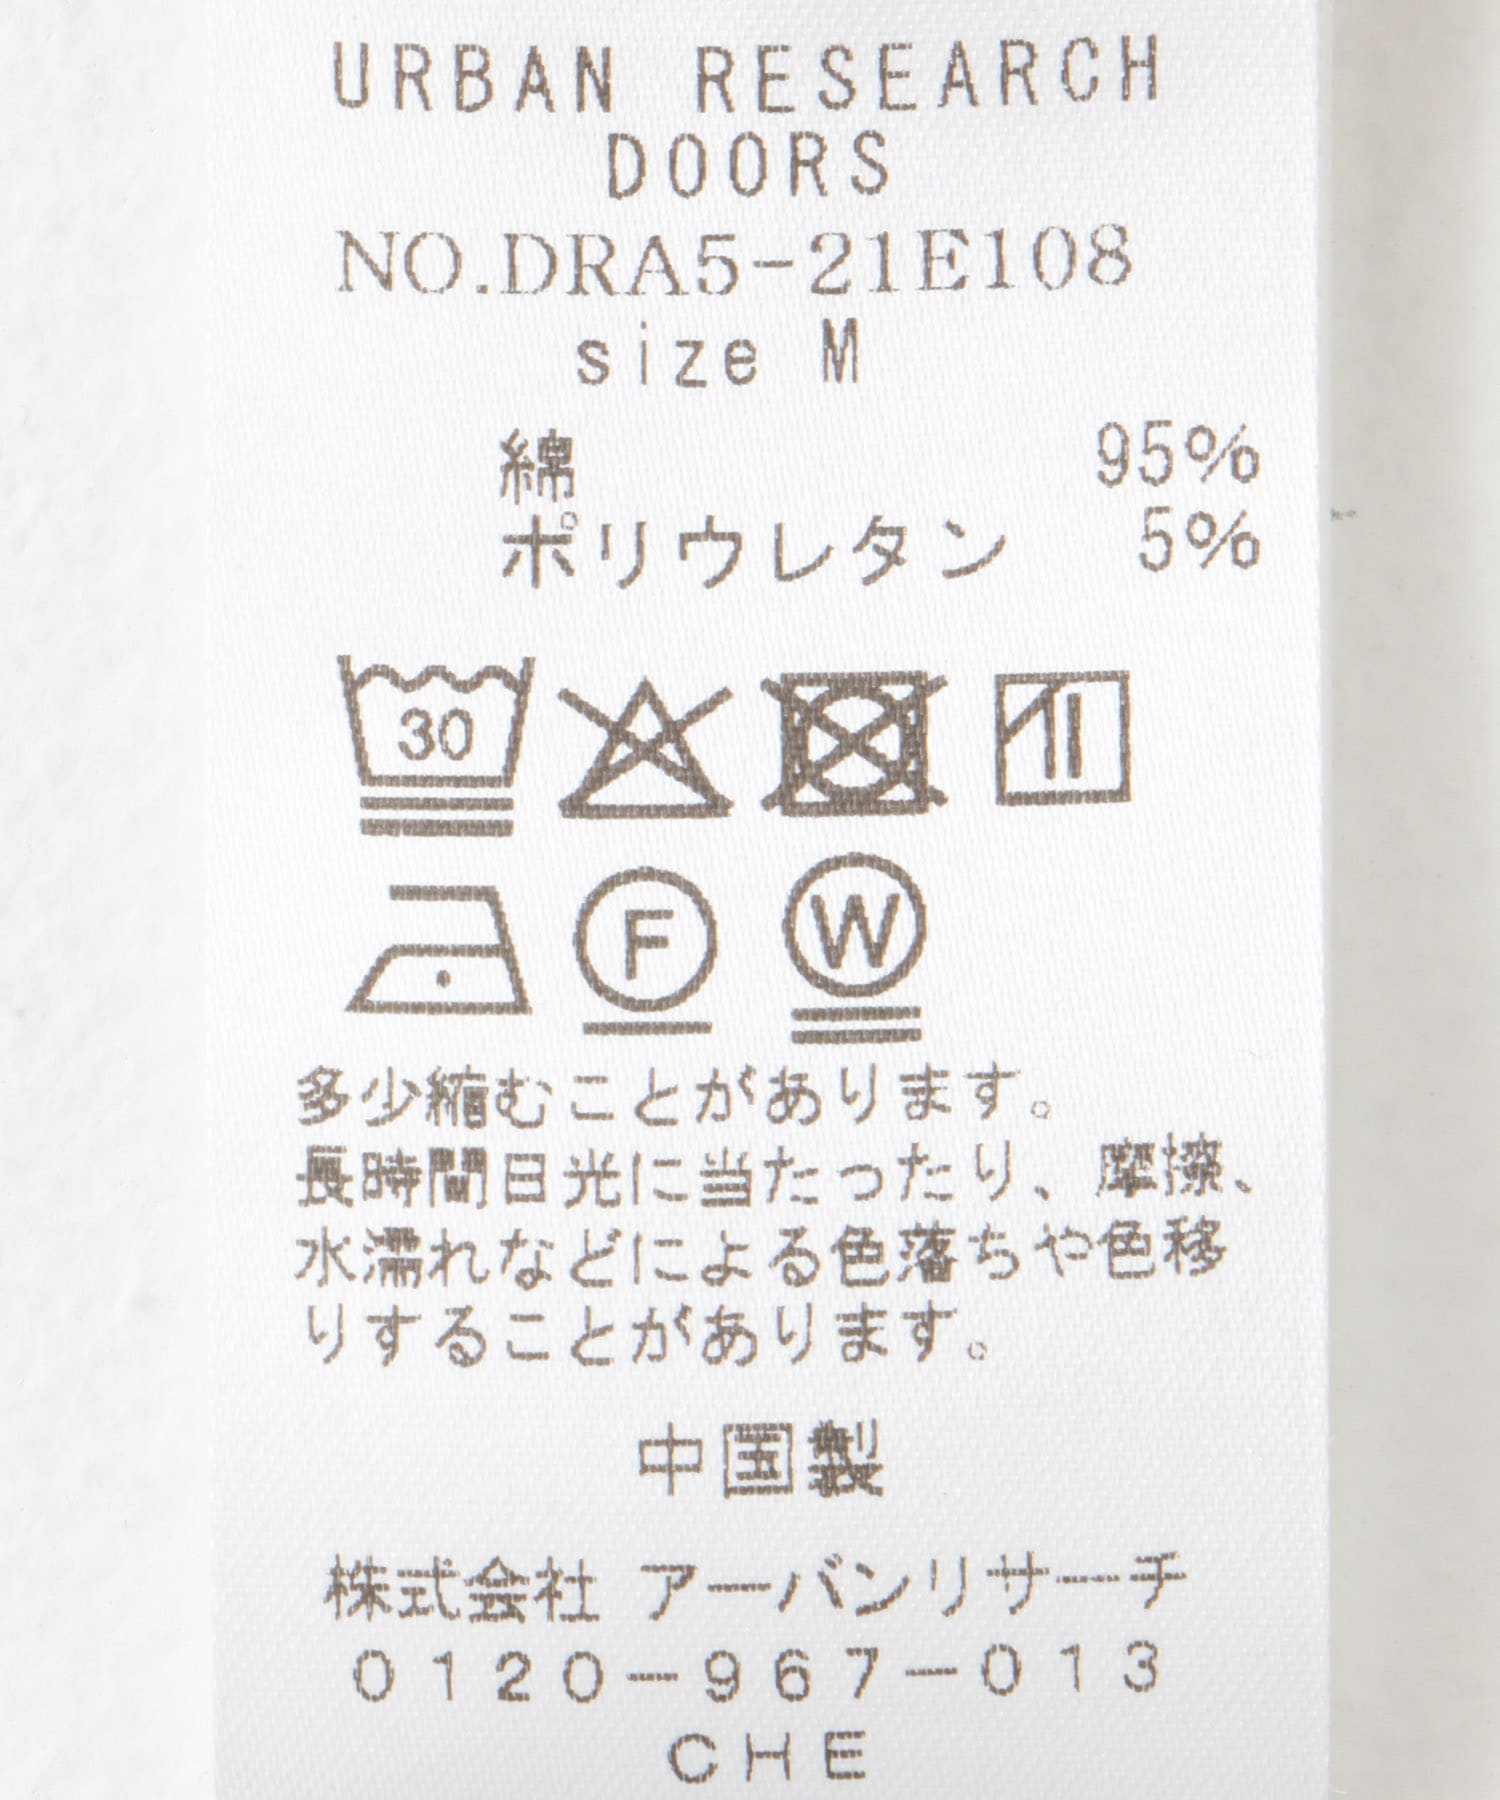 URBAN RESEARCH
DOORS
NO.DRA5-21E108
size M
綿 95%
ポリウレタン 5%
30
F W
多少縮むことがあります。
長時間日光に当たったり、摩擦、
水濡れなどによる色落ちや色移
りすることがあります。
中国製
株式会社 アーバンリサーチ
0120-967-013
CHE